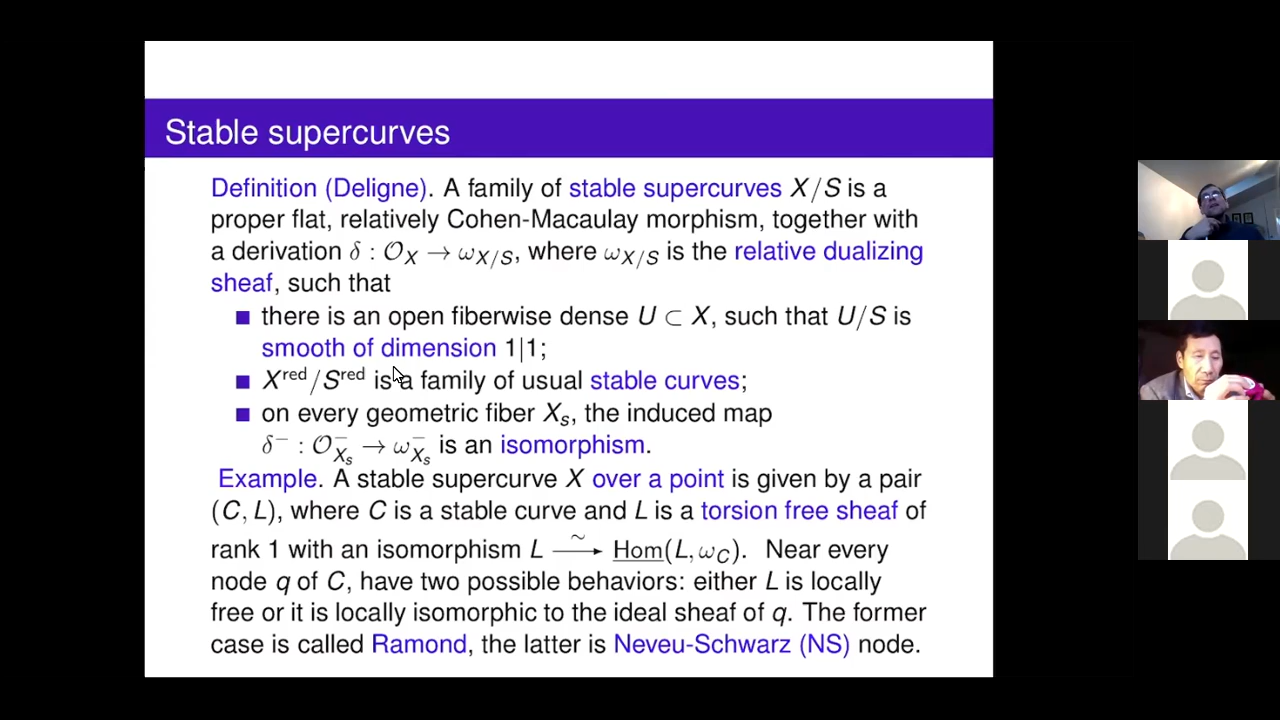 Stable supercurves
Definition (Deligne). A family of stable supercurves X/S is a
proper flat, relatively Cohen-Macaulay morphism, together with
a derivation δ : 𝒪_X → ω_{X/S}, where ω_{X/S} is the relative dualizing
sheaf, such that
■ there is an open fiberwise dense U ⊂ X, such that U/S is
smooth of dimension 1|1;
■ X^red/S^red is a family of usual stable curves;
■ on every geometric fiber X_s, the induced map
δ⁻ : 𝒪⁻_{X_s} → ω⁻_{X_s} is an isomorphism.
Example. A stable supercurve X over a point is given by a pair
(C, L), where C is a stable curve and L is a torsion free sheaf of
rank 1 with an isomorphism L ⥲ Hom(L, ω_C). Near every
node q of C, have two possible behaviors: either L is locally
free or it is locally isomorphic to the ideal sheaf of q. The former
case is called Ramond, the latter is Neveu-Schwarz (NS) node.